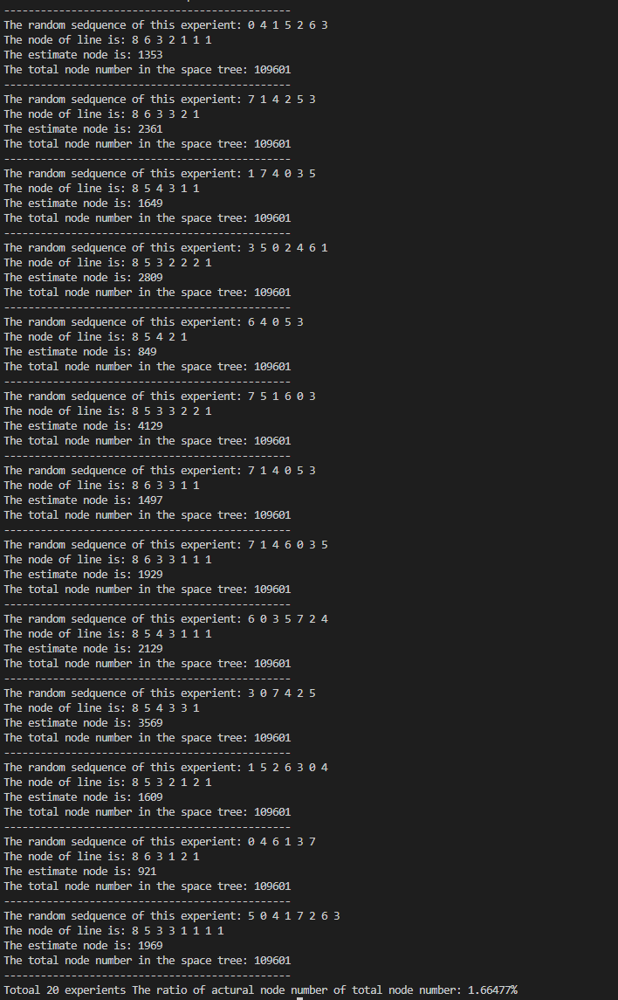 -----------------------------------------------
The random sedquence of this experient: 0 4 1 5 2 6 3
The node of line is: 8 6 3 2 1 1 1
The estimate node is: 1353
The total node number in the space tree: 109601
-----------------------------------------------
The random sedquence of this experient: 7 1 4 2 5 3
The node of line is: 8 6 3 3 2 1
The estimate node is: 2361
The total node number in the space tree: 109601
-----------------------------------------------
The random sedquence of this experient: 1 7 4 0 3 5
The node of line is: 8 5 4 3 1 1
The estimate node is: 1649
The total node number in the space tree: 109601
-----------------------------------------------
The random sedquence of this experient: 3 5 0 2 4 6 1
The node of line is: 8 5 3 2 2 2 1
The estimate node is: 2809
The total node number in the space tree: 109601
-----------------------------------------------
The random sedquence of this experient: 6 4 0 5 3
The node of line is: 8 5 4 2 1
The estimate node is: 849
The total node number in the space tree: 109601
-----------------------------------------------
The random sedquence of this experient: 7 5 1 6 0 3
The node of line is: 8 5 3 3 2 2 1
The estimate node is: 4129
The total node number in the space tree: 109601
-----------------------------------------------
The random sedquence of this experient: 7 1 4 0 5 3
The node of line is: 8 6 3 3 1 1
The estimate node is: 1497
The total node number in the space tree: 109601
-----------------------------------------------
The random sedquence of this experient: 7 1 4 6 0 3 5
The node of line is: 8 6 3 3 1 1 1
The estimate node is: 1929
The total node number in the space tree: 109601
-----------------------------------------------
The random sedquence of this experient: 6 0 3 5 7 2 4
The node of line is: 8 5 4 3 1 1 1
The estimate node is: 2129
The total node number in the space tree: 109601
-----------------------------------------------
The random sedquence of this experient: 3 0 7 4 2 5
The node of line is: 8 5 4 3 3 1
The estimate node is: 3569
The total node number in the space tree: 109601
-----------------------------------------------
The random sedquence of this experient: 1 5 2 6 3 0 4
The node of line is: 8 5 3 2 1 2 1
The estimate node is: 1609
The total node number in the space tree: 109601
-----------------------------------------------
The random sedquence of this experient: 0 4 6 1 3 7
The node of line is: 8 6 3 1 2 1
The estimate node is: 921
The total node number in the space tree: 109601
-----------------------------------------------
The random sedquence of this experient: 5 0 4 1 7 2 6 3
The node of line is: 8 5 3 3 1 1 1 1
The estimate node is: 1969
The total node number in the space tree: 109601
-----------------------------------------------
Totoal 20 experients The ratio of actural node number of total node number: 1.66477%